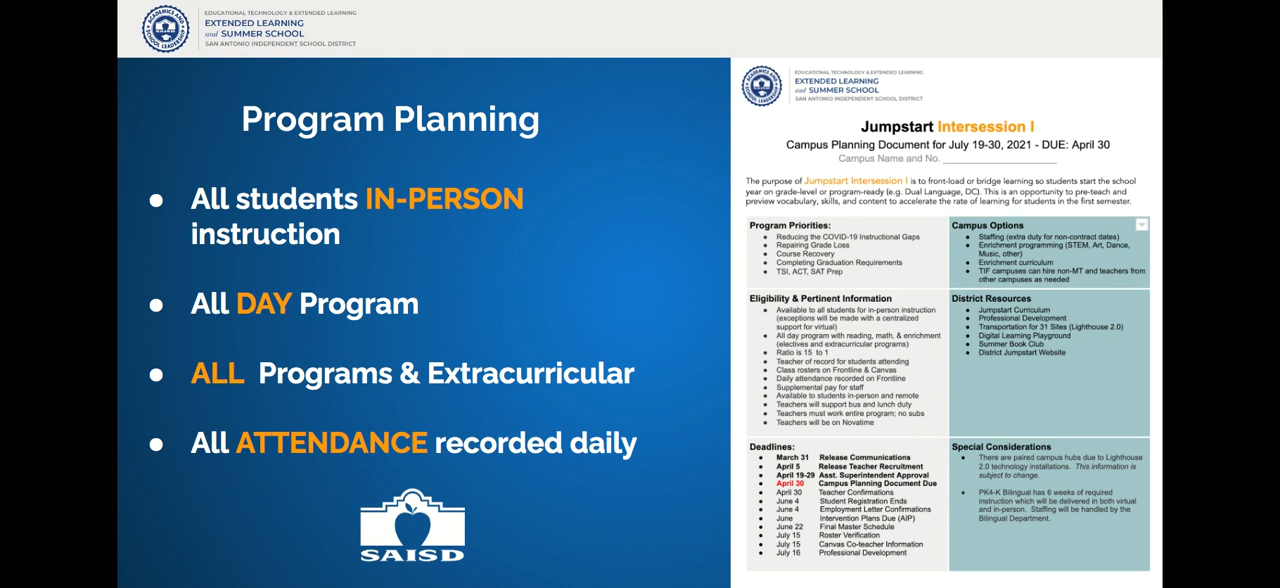 EDUCATIONAL TECHNOLOGY & EXTENDED LEARNING
EXTENDED LEARNING
and SUMMER SCHOOL
SAN ANTONIO INDEPENDENT SCHOOL DISTRICT
ACADEMICS AND
SCHOOL LEADERSHIP
SAISD
Program Planning
● All students IN-PERSON
instruction
● All DAY Program
● ALL Programs & Extracurricular
● All ATTENDANCE recorded daily
SAISD
ACADEMICS AND
SCHOOL LEADERSHIP
EDUCATIONAL TECHNOLOGY & EXTENDED LEARNING
EXTENDED LEARNING
and SUMMER SCHOOL
SAN ANTONIO INDEPENDENT SCHOOL DISTRICT
Jumpstart Intersession I
Campus Planning Document for July 19-30, 2021 - DUE: April 30
Campus Name and No. ____________________
The purpose of Jumpstart Intersession I is to front-load or bridge learning so students start the school
year on grade-level or program-ready (e.g. Dual Language, DC). This is an opportunity to pre-teach and
preview vocabulary, skills, and content to accelerate the rate of learning for students in the first semester.
Program Priorities:
● Reducing the COVID-19 Instructional Gaps
● Repairing Grade Loss
● Course Recovery
● Completing Graduation Requirements
● TSI, ACT, SAT Prep
Campus Options
● Staffing (extra duty for non-contract dates)
● Enrichment programming (STEM, Art, Dance,
Music, other)
● Enrichment curriculum
● TIF campuses can hire non-MT and teachers from
other campuses as needed
Eligibility & Pertinent Information
● Available to all students for in-person instruction
(exceptions will be made with a centralized
support for virtual)
● All day program with reading, math, & enrichment
(electives and extracurricular programs)
● Ratio is 15 to 1
● Teacher of record for students attending
● Class rosters on Frontline & Canvas
● Daily attendance recorded on Frontline
● Supplemental pay for staff
● Available to students in-person and remote
● Teachers will support bus and lunch duty
● Teachers must work entire program; no subs
● Teachers will be on Novatime
District Resources
● Jumpstart Curriculum
● Professional Development
● Transportation for 31 Sites (Lighthouse 2.0)
● Digital Learning Playground
● Summer Book Club
● District Jumpstart Website
Deadlines:
● March 31 Release Communications
● April 5 Release Teacher Recruitment
● April 19-29 Asst. Superintendent Approval
● April 30 Campus Planning Document Due
● April 30 Teacher Confirmations
● June 4 Student Registration Ends
● June 4 Employment Letter Confirmations
● June Intervention Plans Due (AIP)
● June 22 Final Master Schedule
● July 15 Roster Verification
● July 15 Canvas Co-teacher Information
● July 16 Professional Development
Special Considerations
● There are paired campus hubs due to Lighthouse
2.0 technology installations. This information is
subject to change.
● PK4-K Bilingual has 6 weeks of required
instruction which will be delivered in both virtual
and in-person. Staffing will be handled by the
Bilingual Department.